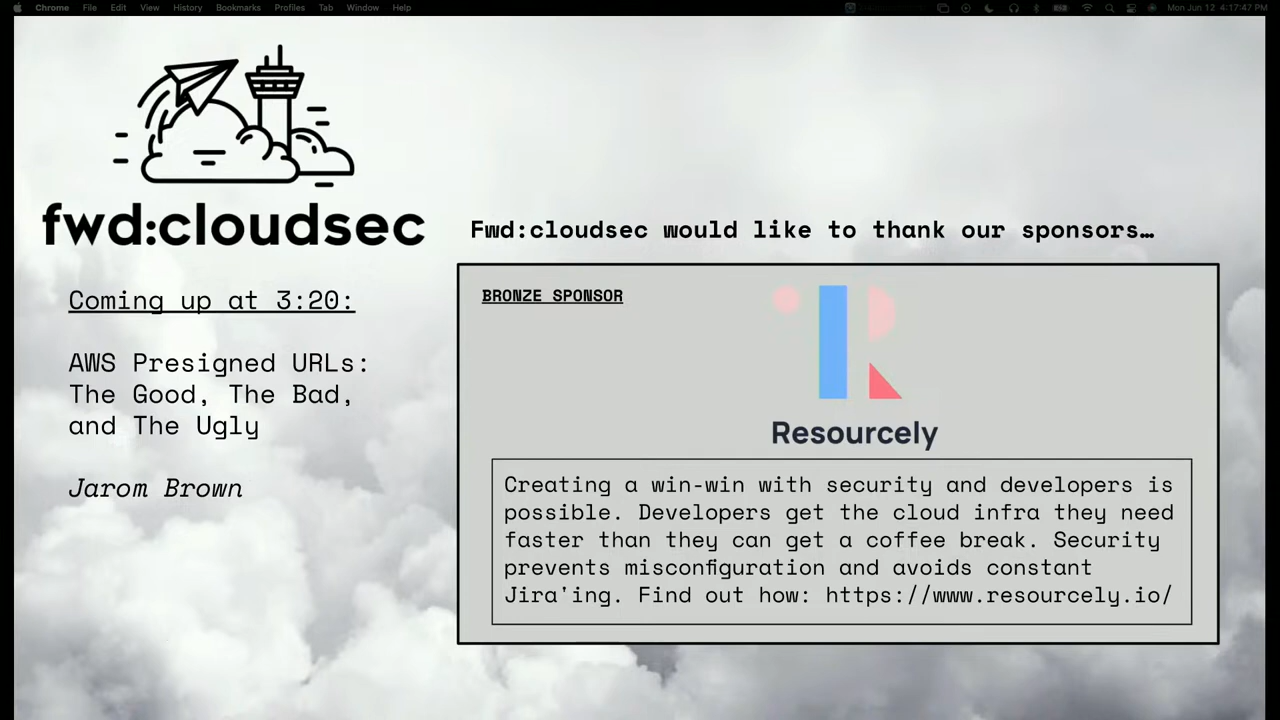 Chrome File Edit View History Bookmarks Profiles Tab Window Help
Mon Jun 12 4:17:47 PM
fwd:cloudsec
Coming up at 3:20:
AWS Presigned URLs:
The Good, The Bad,
and The Ugly
Jarom Brown
Fwd:cloudsec would like to thank our sponsors…
BRONZE SPONSOR
Resourcely
Creating a win-win with security and developers is
possible. Developers get the cloud infra they need
faster than they can get a coffee break. Security
prevents misconfiguration and avoids constant
Jira'ing. Find out how: https://www.resourcely.io/